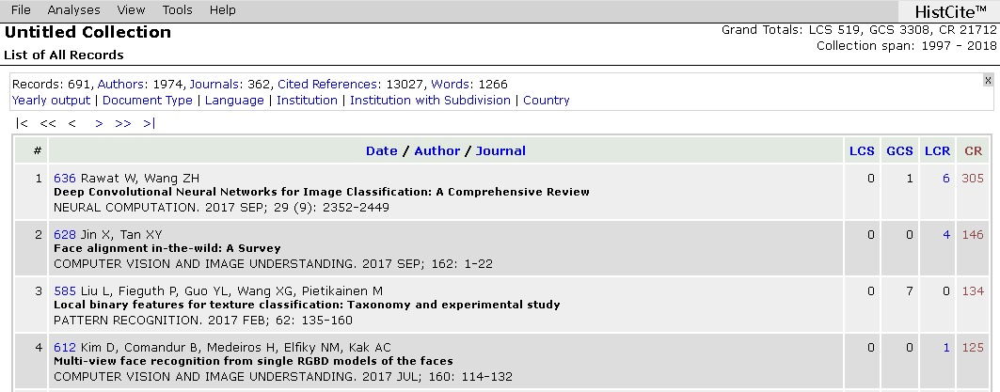 File Analyses View Tools Help HistCite™
Untitled Collection Grand Totals: LCS 519, GCS 3308, CR 21712
Collection span: 1997 - 2018
List of All Records
Records: 691, Authors: 1974, Journals: 362, Cited References: 13027, Words: 1266 x
Yearly output | Document Type | Language | Institution | Institution with Subdivision | Country
|< << < > >> >|
# Date / Author / Journal LCS GCS LCR CR
1 636 Rawat W, Wang ZH 0 1 6 305
Deep Convolutional Neural Networks for Image Classification: A Comprehensive Review
NEURAL COMPUTATION. 2017 SEP; 29 (9): 2352-2449
2 628 Jin X, Tan XY 0 0 4 146
Face alignment in-the-wild: A Survey
COMPUTER VISION AND IMAGE UNDERSTANDING. 2017 SEP; 162: 1-22
3 585 Liu L, Fieguth P, Guo YL, Wang XG, Pietikainen M 0 7 0 134
Local binary features for texture classification: Taxonomy and experimental study
PATTERN RECOGNITION. 2017 FEB; 62: 135-160
4 612 Kim D, Comandur B, Medeiros H, Elfiky NM, Kak AC 0 0 1 125
Multi-view face recognition from single RGBD models of the faces
COMPUTER VISION AND IMAGE UNDERSTANDING. 2017 JUL; 160: 114-132